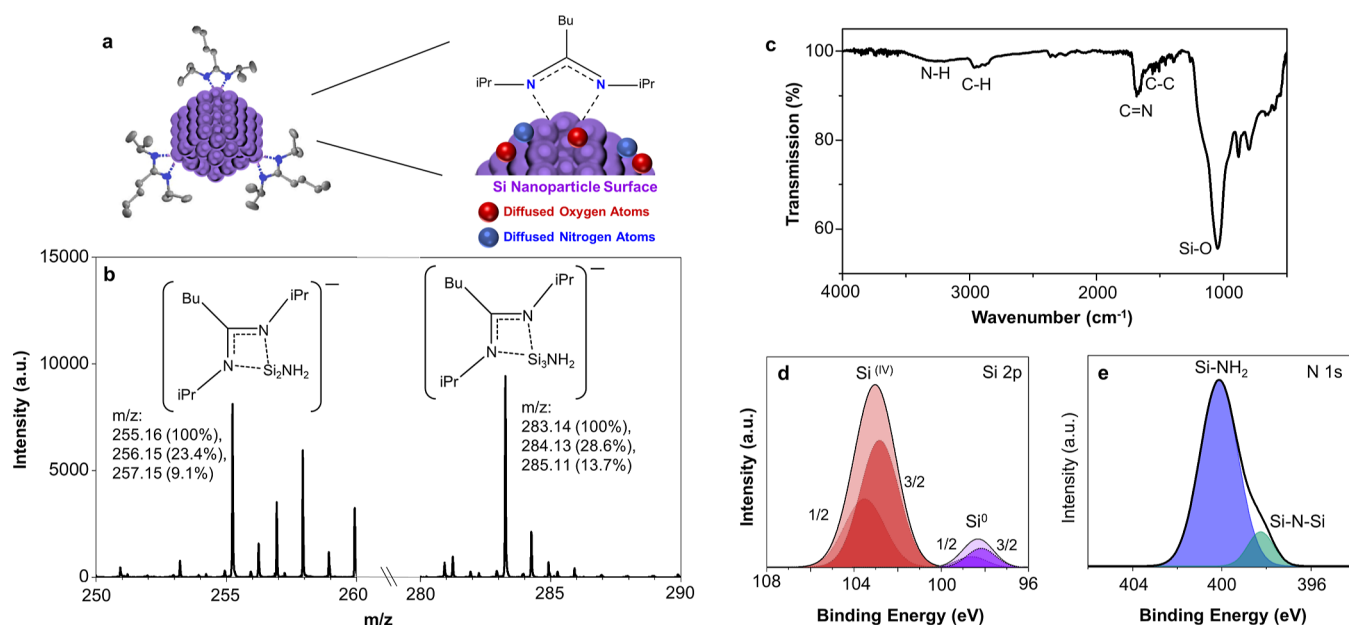 a
Bu
iPr
N
N
iPr
Si Nanoparticle Surface
Diffused Oxygen Atoms
Diffused Nitrogen Atoms
b
15000
10000
5000
0
Intensity (a.u.)
Bu
iPr
N
N
Si₂NH₂
iPr
–
m/z:
255.16 (100%),
256.15 (23.4%),
257.15 (9.1%)
Bu
iPr
N
N
Si₃NH₂
iPr
–
m/z:
283.14 (100%),
284.13 (28.6%),
285.11 (13.7%)
250 255 260 280 285 290
m/z
c
100
80
60
Transmission (%)
N-H
C-H
C=N
C-C
Si-O
4000 3000 2000 1000
Wavenumber (cm⁻¹)
d
Si 2p
Si (IV)
1/2
3/2
Si⁰
1/2
3/2
Intensity (a.u.)
108 104 100 96
Binding Energy (eV)
e
N 1s
Si-NH₂
Si-N-Si
Intensity (a.u.)
404 400 396
Binding Energy (eV)